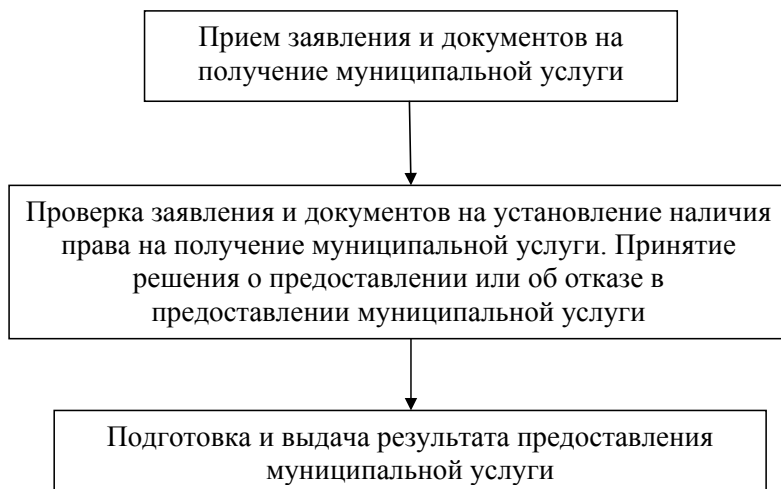 Прием заявления и документов на
получение муниципальной услуги
Проверка заявления и документов на установление наличия
права на получение муниципальной услуги. Принятие
решения о предоставлении или об отказе в
предоставлении муниципальной услуги
Подготовка и выдача результата предоставления
муниципальной услуги